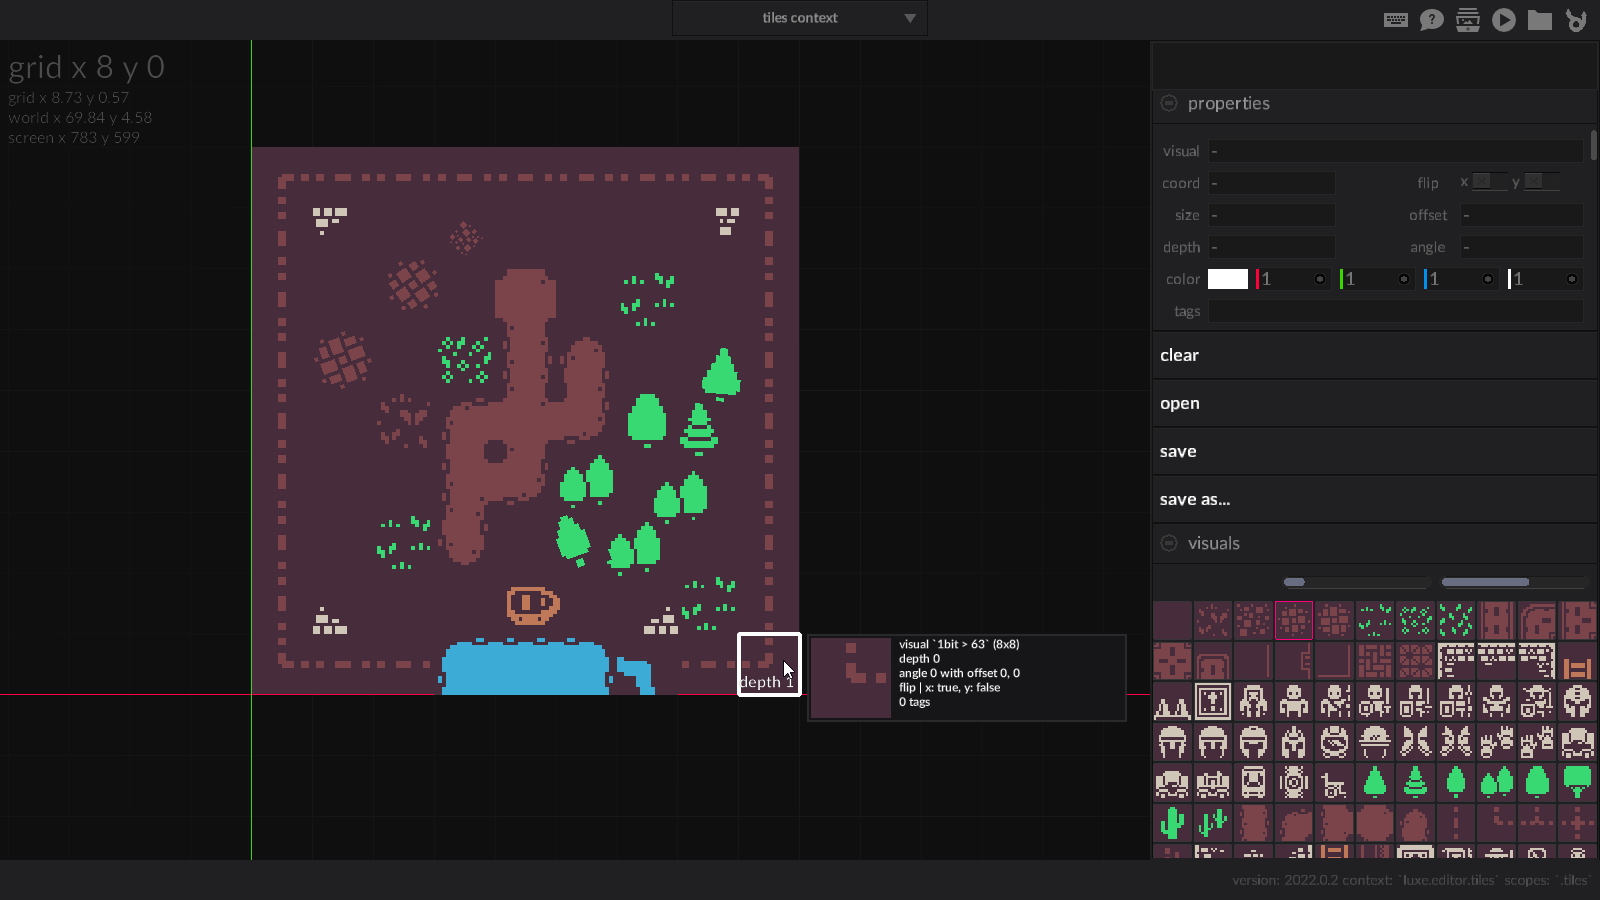 tiles context
grid x 8 y 0
grid x 8.73 y 0.57
world x 69.84 y 4.58
screen x 783 y 599
properties
visual -
coord - flip x y
size - offset -
depth - angle -
color 1 1 1 1
tags
clear
open
save
save as...
visuals
depth 1
visual `1bit > 63` (8x8)
depth 0
angle 0 with offset 0, 0
flip | x: true, y: false
0 tags
version: 2022.0.2 context: `luxe.editor.tiles` scopes: `.tiles`